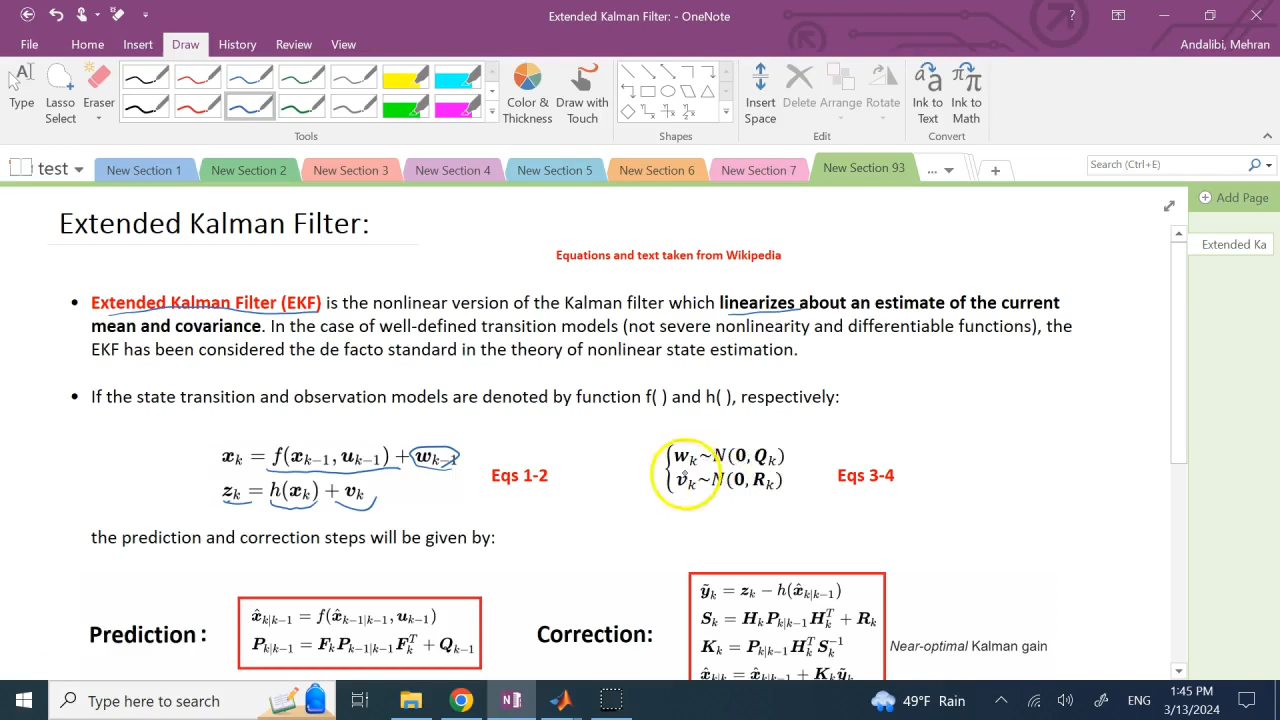 Extended Kalman Filter: - OneNote
?
Andalibi, Mehran
File Home Insert Draw History Review View
Type Lasso Select Eraser
Color & Thickness Draw with Touch
Insert Space Delete Arrange Rotate
Ink to Text Ink to Math
Tools Shapes Edit Convert
test New Section 1 New Section 2 New Section 3 New Section 4 New Section 5 New Section 6 New Section 7 New Section 93 ... Search (Ctrl+E)
Add Page
Extended Ka
Extended Kalman Filter:
Equations and text taken from Wikipedia
• Extended Kalman Filter (EKF) is the nonlinear version of the Kalman filter which linearizes about an estimate of the current
mean and covariance. In the case of well-defined transition models (not severe nonlinearity and differentiable functions), the
EKF has been considered the de facto standard in the theory of nonlinear state estimation.
• If the state transition and observation models are denoted by function f( ) and h( ), respectively:
x_k = f(x_{k−1}, u_{k−1}) + w_{k−1}
z_k = h(x_k) + v_k
Eqs 1-2
w_k~N(0, Q_k)
v_k~N(0, R_k)
Eqs 3-4
the prediction and correction steps will be given by:
Prediction:
x̂_{k|k−1} = f(x̂_{k−1|k−1}, u_{k−1})
P_{k|k−1} = F_k P_{k−1|k−1} F_k^T + Q_{k−1}
Correction:
ỹ_k = z_k − h(x̂_{k|k−1})
S_k = H_k P_{k|k−1} H_k^T + R_k
K_k = P_{k|k−1} H_k^T S_k^{−1}
Near-optimal Kalman gain
x̂_{k|k} = x̂_{k|k−1} + K_k ỹ_k
Type here to search
49°F Rain
ENG
1:45 PM
3/13/2024